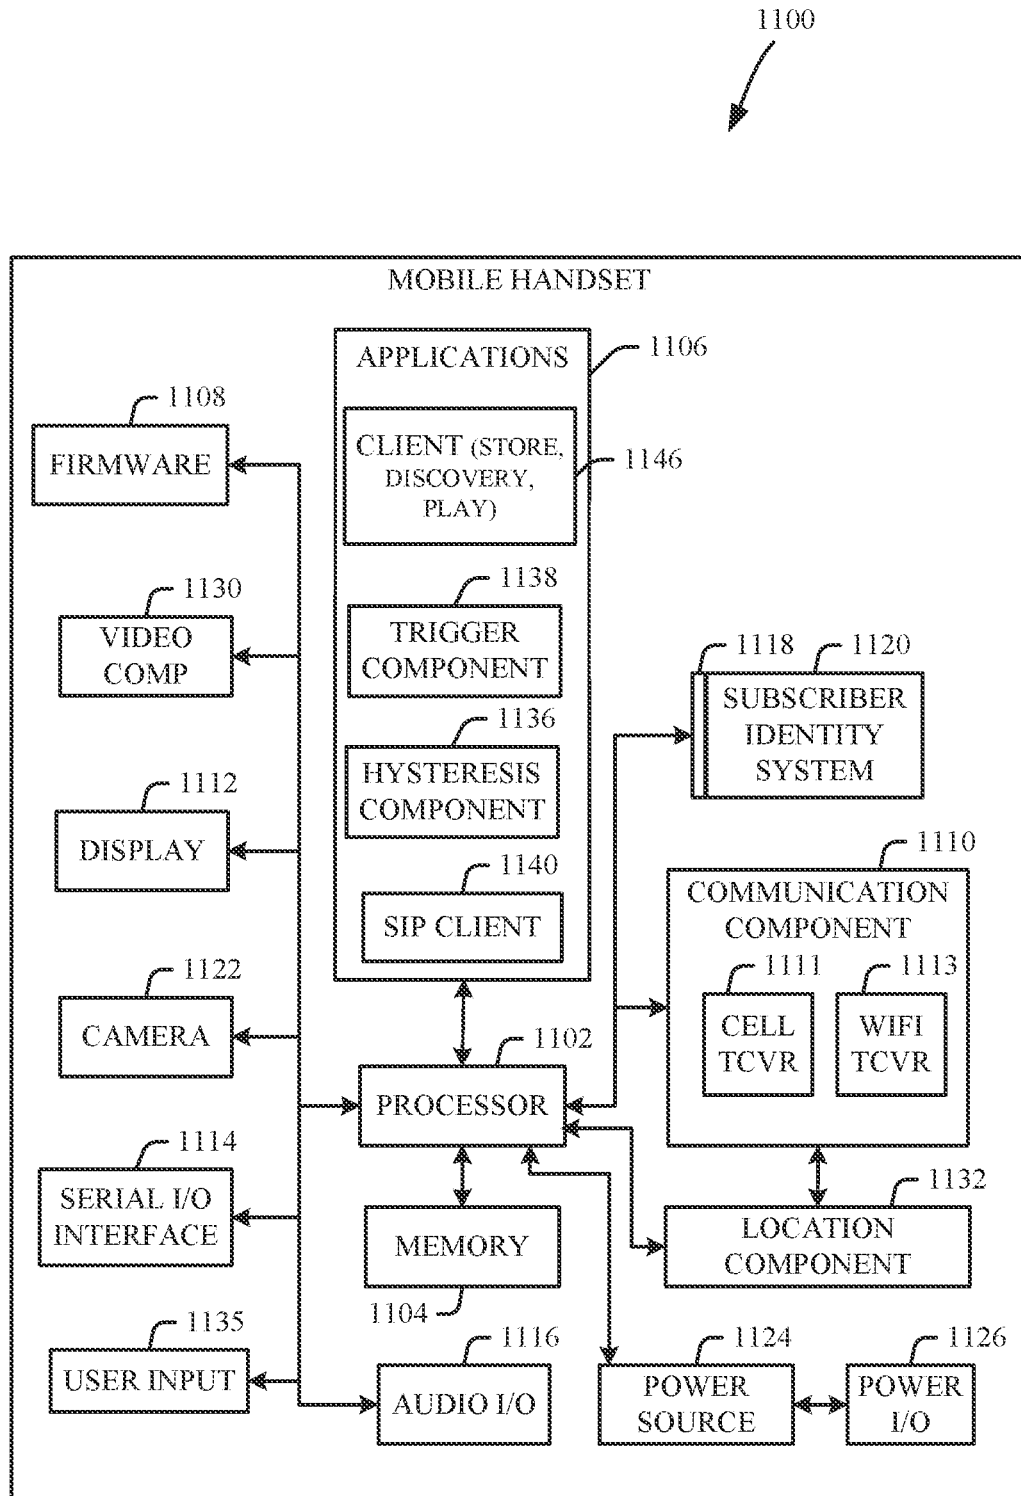 1100
MOBILE HANDSET
APPLICATIONS
1106
CLIENT (STORE,
DISCOVERY,
PLAY)
1146
1138
TRIGGER
COMPONENT
1136
HYSTERESIS
COMPONENT
1140
SIP CLIENT
1108
FIRMWARE
1130
VIDEO
COMP
1112
DISPLAY
1122
CAMERA
1114
SERIAL I/O
INTERFACE
1135
USER INPUT
1102
PROCESSOR
MEMORY
1104
1116
AUDIO I/O
1118
1120
SUBSCRIBER
IDENTITY
SYSTEM
1110
COMMUNICATION
COMPONENT
1111
CELL
TCVR
1113
WIFI
TCVR
1132
LOCATION
COMPONENT
1124
POWER
SOURCE
1126
POWER
I/O